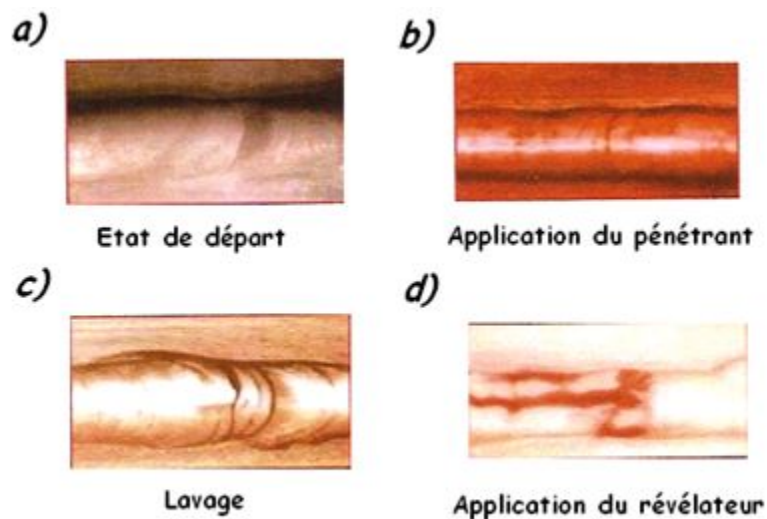 a)
b)
Etat de départ
Application du pénétrant
c)
d)
Lavage
Application du révélateur